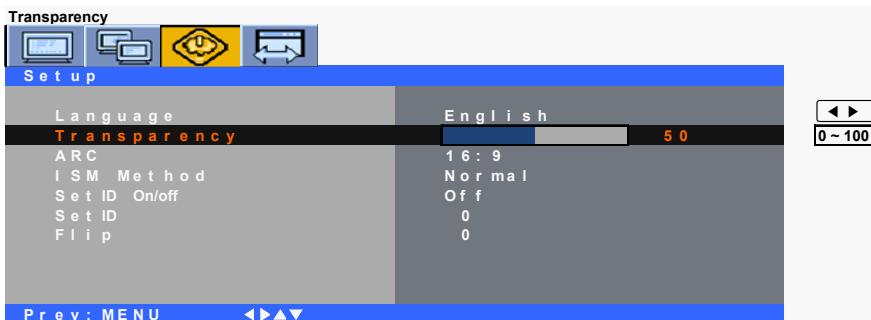 Transparency
Setup
Language English
Transparency 50
ARC 16:9
ISM Method Normal
Set ID On/off Off
Set ID 0
Flip 0
0 ~ 100
Prev: MENU ◀▶▲▼